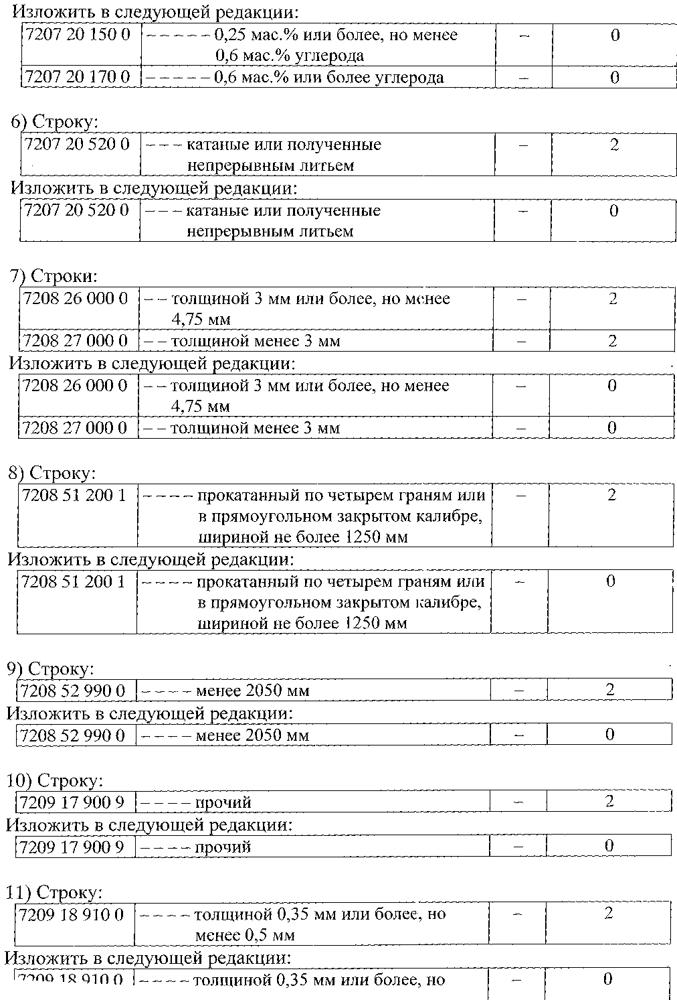 Изложить в следующей редакции:
7207 20 150 0 – – – – – 0,25 мас.% или более, но менее – 0
0,6 мас.% углерода
7207 20 170 0 – – – – – 0,6 мас.% или более углерода – 0
6) Строку:
7207 20 520 0 – – – катаные или полученные – 2
непрерывным литьем
Изложить в следующей редакции:
7207 20 520 0 – – – катаные или полученные – 0
непрерывным литьем
7) Строки:
7208 26 000 0 – – толщиной 3 мм или более, но менее – 2
4,75 мм
7208 27 000 0 – – толщиной менее 3 мм – 2
Изложить в следующей редакции:
7208 26 000 0 – – толщиной 3 мм или более, но менее – 0
4,75 мм
7208 27 000 0 – – толщиной менее 3 мм – 0
8) Строку:
7208 51 200 1 – – – – прокатанный по четырем граням или – 2
в прямоугольном закрытом калибре,
шириной не более 1250 мм
Изложить в следующей редакции:
7208 51 200 1 – – – – прокатанный по четырем граням или – 0
в прямоугольном закрытом калибре,
шириной не более 1250 мм
9) Строку:
7208 52 990 0 – – – – менее 2050 мм – 2
Изложить в следующей редакции:
7208 52 990 0 – – – – менее 2050 мм – 0
10) Строку:
7209 17 900 9 – – – – прочий – 2
Изложить в следующей редакции:
7209 17 900 9 – – – – прочий – 0
11) Строку:
7209 18 910 0 – – – – толщиной 0,35 мм или более, но – 2
менее 0,5 мм
Изложить в следующей редакции:
7209 18 910 0 – – – – толщиной 0,35 мм или более, но – 0